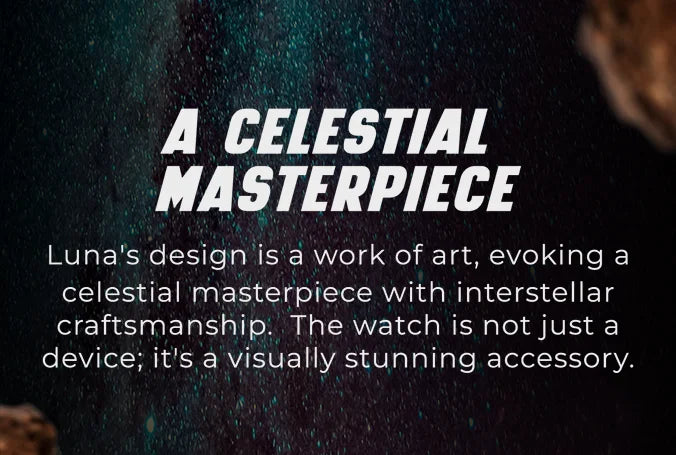 A CELESTIAL
MASTERPIECE
Luna's design is a work of art, evoking a
celestial masterpiece with interstellar
craftsmanship.  The watch is not just a
device; it's a visually stunning accessory.